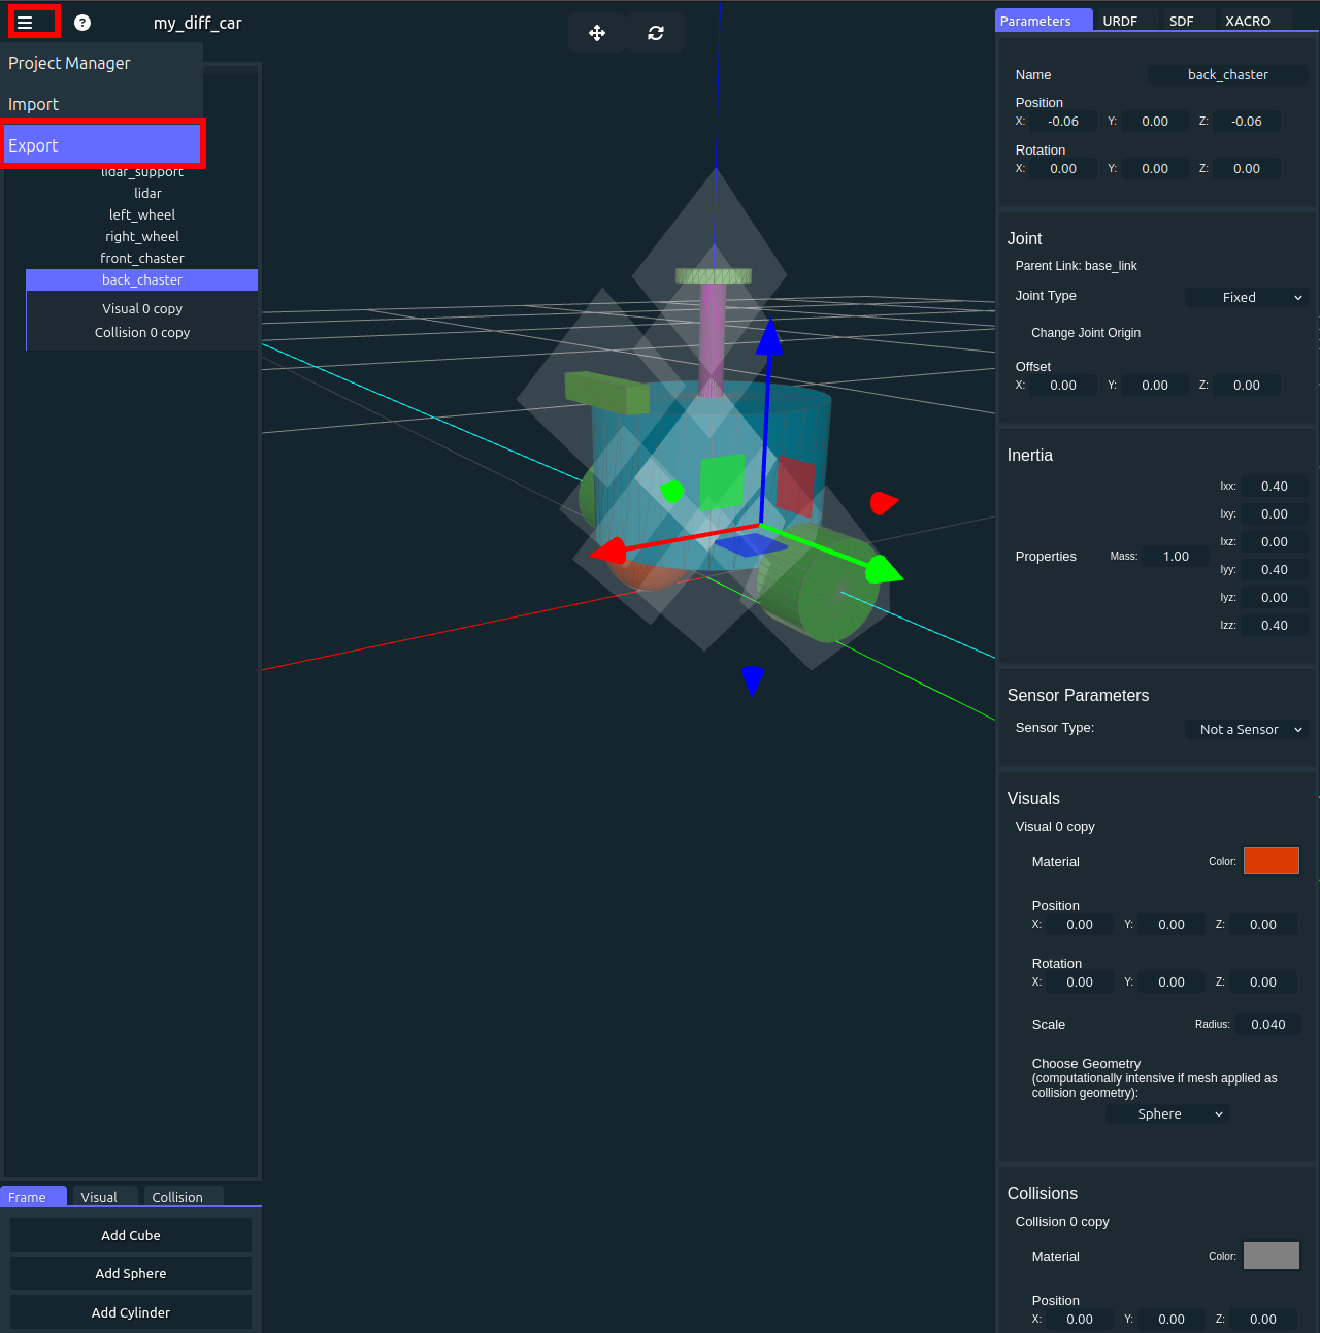 my_diff_car
Project Manager
Import
Export
lidar_support
lidar
left_wheel
right_wheel
front_chaster
back_chaster
Visual 0 copy
Collision 0 copy
Frame Visual Collision
Add Cube
Add Sphere
Add Cylinder
Parameters URDF SDF XACRO
Name back_chaster
Position
X: -0.06 Y: 0.00 Z: -0.06
Rotation
X: 0.00 Y: 0.00 Z: 0.00
Joint
Parent Link: base_link
Joint Type Fixed
Change Joint Origin
Offset
X: 0.00 Y: 0.00 Z: 0.00
Inertia
Ixx: 0.40
Ixy: 0.00
Ixz: 0.00
Properties Mass: 1.00
Iyy: 0.40
Iyz: 0.00
Izz: 0.40
Sensor Parameters
Sensor Type: Not a Sensor
Visuals
Visual 0 copy
Material Color:
Position
X: 0.00 Y: 0.00 Z: 0.00
Rotation
X: 0.00 Y: 0.00 Z: 0.00
Scale Radius: 0.040
Choose Geometry
(computationally intensive if mesh applied as
collision geometry):
Sphere
Collisions
Collision 0 copy
Material Color:
Position
X: 0.00 Y: 0.00 Z: 0.00